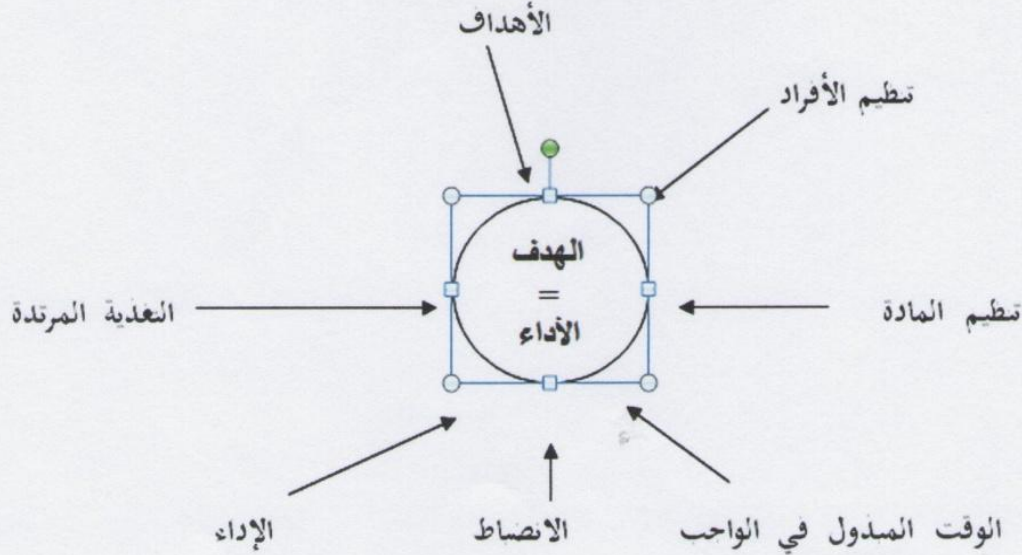 الأهداف
تنظيم الأفراد
الهدف
=
الأداء
تنظيم المادة
التغذية المرتدة
الوقت المبذول في الواجب
الانضباط
الإداء